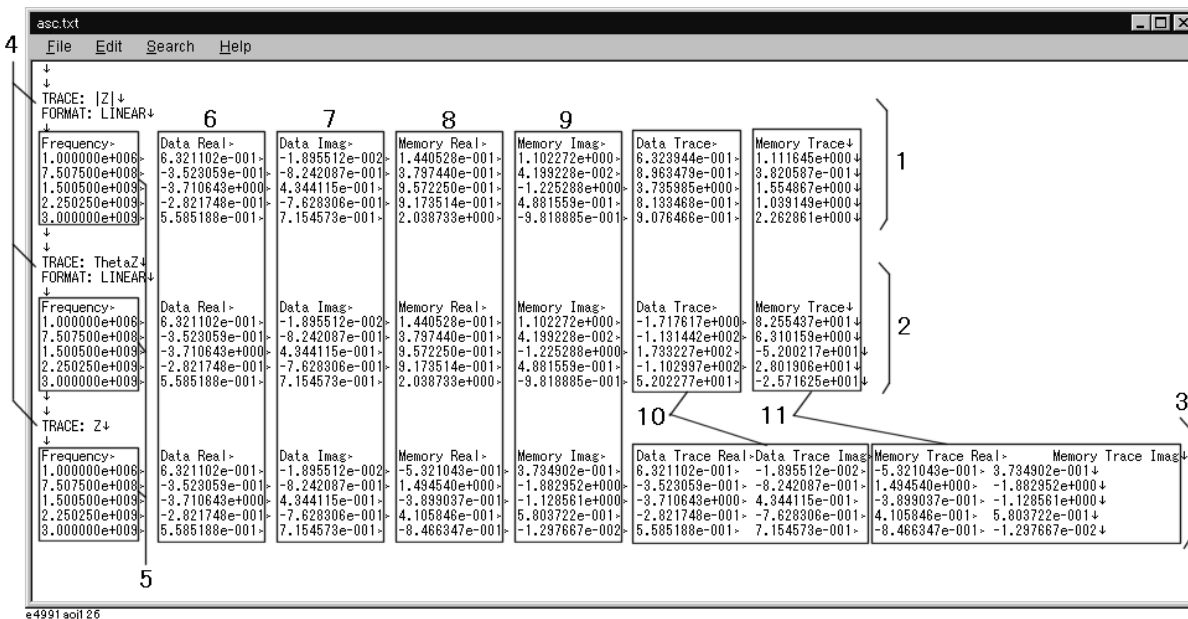 asc.txt
File Edit Search Help
4
↓
↓
TRACE: |Z|↓
FORMAT: LINEAR↓
↓
6 7 8 9
Frequency> Data Real> Data Imag> Memory Real> Memory Imag> Data Trace> Memory Trace↓
1.000000e+006> 6.321102e-001> -1.895512e-002> 1.440528e-001> 1.102272e+000> 6.323944e-001> 1.111645e+000↓
7.507500e+008> -3.523059e-001> -8.242087e-001> 3.797440e-001> 4.199228e-002> 8.963479e-001> 3.820587e-001↓
1.500500e+009> -3.710643e+000> 4.344115e-001> 9.572250e-001> -1.225288e+000> 3.735985e+000> 1.554867e+000↓
2.250250e+009> -2.821748e-001> -7.628306e-001> 9.173514e-001> 4.881559e-001> 8.133468e-001> 1.039149e+000↓
3.000000e+009> 5.585188e-001> 7.154573e-001> 2.038733e+000> -9.818885e-001> 9.076466e-001> 2.262861e+000↓
1
↓
↓
TRACE: ThetaZ↓
FORMAT: LINEAR↓
↓
Frequency> Data Real> Data Imag> Memory Real> Memory Imag> Data Trace> Memory Trace↓
1.000000e+006> 6.321102e-001> -1.895512e-002> 1.440528e-001> 1.102272e+000> -1.717617e+000> 8.255437e+001↓
7.507500e+008> -3.523059e-001> -8.242087e-001> 3.797440e-001> 4.199228e-002> -1.131442e+002> 6.310159e+000↓
1.500500e+009> -3.710643e+000> 4.344115e-001> 9.572250e-001> -1.225288e+000> 1.733227e+002> -5.200217e+001↓
2.250250e+009> -2.821748e-001> -7.628306e-001> 9.173514e-001> 4.881559e-001> -1.102997e+002> 2.801906e+001↓
3.000000e+009> 5.585188e-001> 7.154573e-001> 2.038733e+000> -9.818885e-001> 5.202277e+001> -2.571625e+001↓
2
↓
↓
TRACE: Z↓
↓
10 11 3
Frequency> Data Real> Data Imag> Memory Real> Memory Imag> Data Trace Real> Data Trace Imag> Memory Trace Real> Memory Trace Imag↓
1.000000e+006> 6.321102e-001> -1.895512e-002> -5.321043e-001> 3.734902e-001> 6.321102e-001> -1.895512e-002> -5.321043e-001> 3.734902e-001↓
7.507500e+008> -3.523059e-001> -8.242087e-001> 1.494540e+000> -1.882952e+000> -3.523059e-001> -8.242087e-001> 1.494540e+000> -1.882952e+000↓
1.500500e+009> -3.710643e+000> 4.344115e-001> -3.899037e-001> -1.128561e+000> -3.710643e+000> 4.344115e-001> -3.899037e-001> -1.128561e+000↓
2.250250e+009> -2.821748e-001> -7.628306e-001> 4.105846e-001> 5.803722e-001> -2.821748e-001> -7.628306e-001> 4.105846e-001> 5.803722e-001↓
3.000000e+009> 5.585188e-001> 7.154573e-001> -8.466347e-001> -1.297667e-002> 5.585188e-001> 7.154573e-001> -8.466347e-001> -1.297667e-002↓
5
e4991aoi126